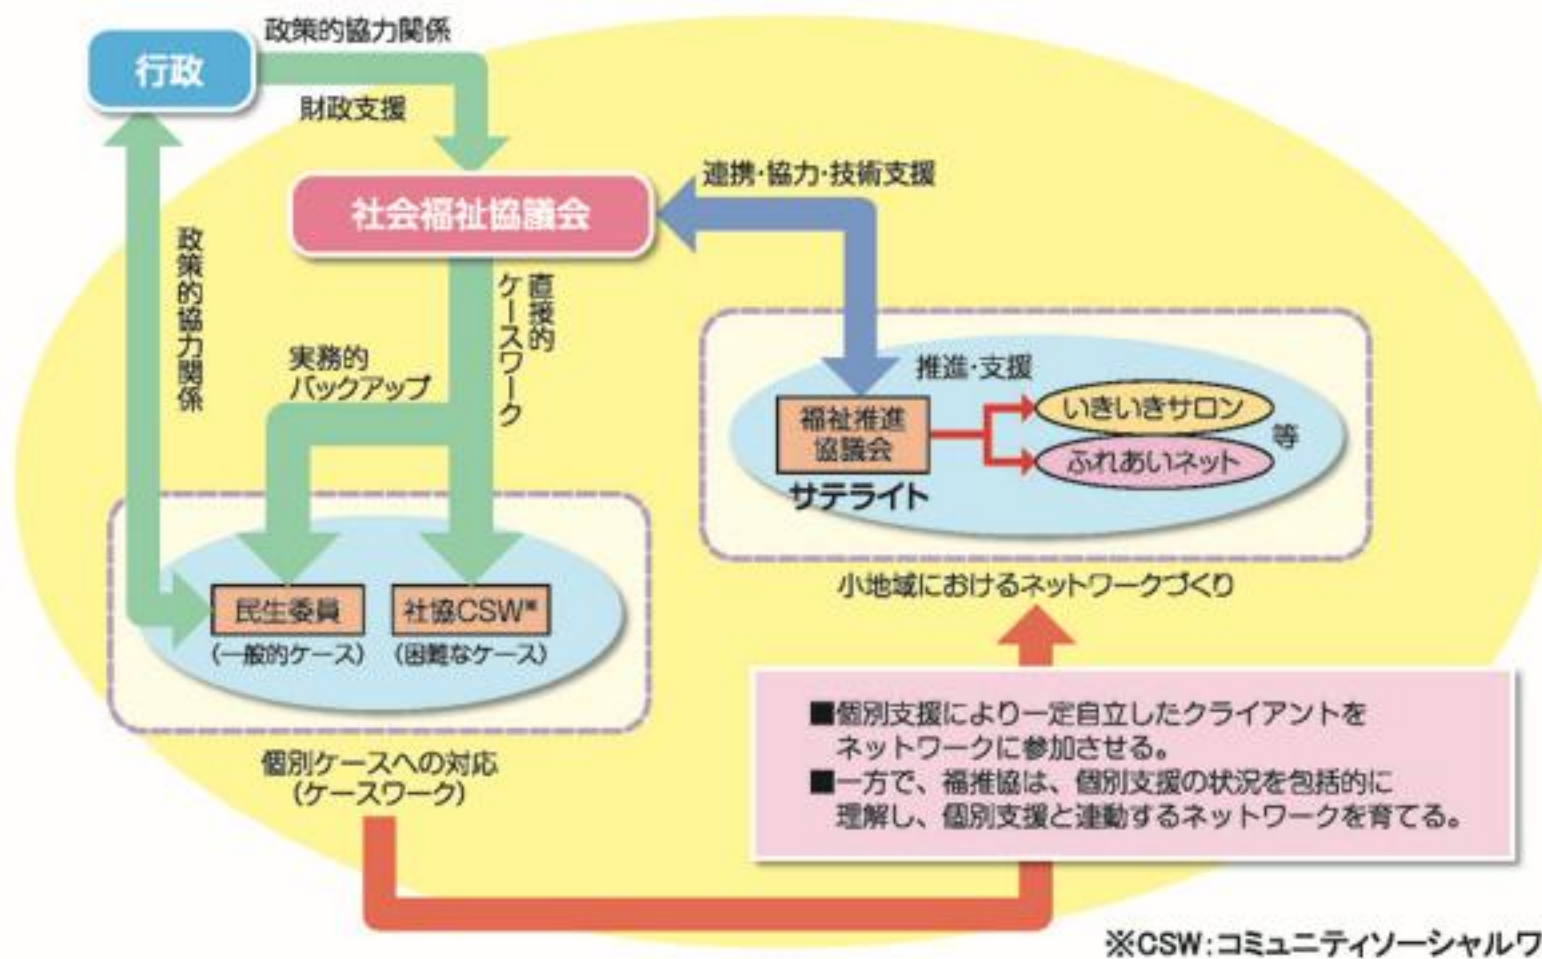 政策的協力関係
行政
財政支援
連携・協力・技術支援
社会福祉協議会
政策的協力関係
直接的
ケースワーク
実務的
バックアップ
推進・支援
福祉推進
協議会
いきいきサロン
ふれあいネット
等
サテライト
小地域におけるネットワークづくり
民生委員
(一般的ケース)
社協CSW※
(困難なケース)
個別ケースへの対応
(ケースワーク)
■個別支援により一定自立したクライアントを
ネットワークに参加させる。
■一方で、福推協は、個別支援の状況を包括的に
理解し、個別支援と連動するネットワークを育てる。
※CSW:コミュニティソーシャルワ